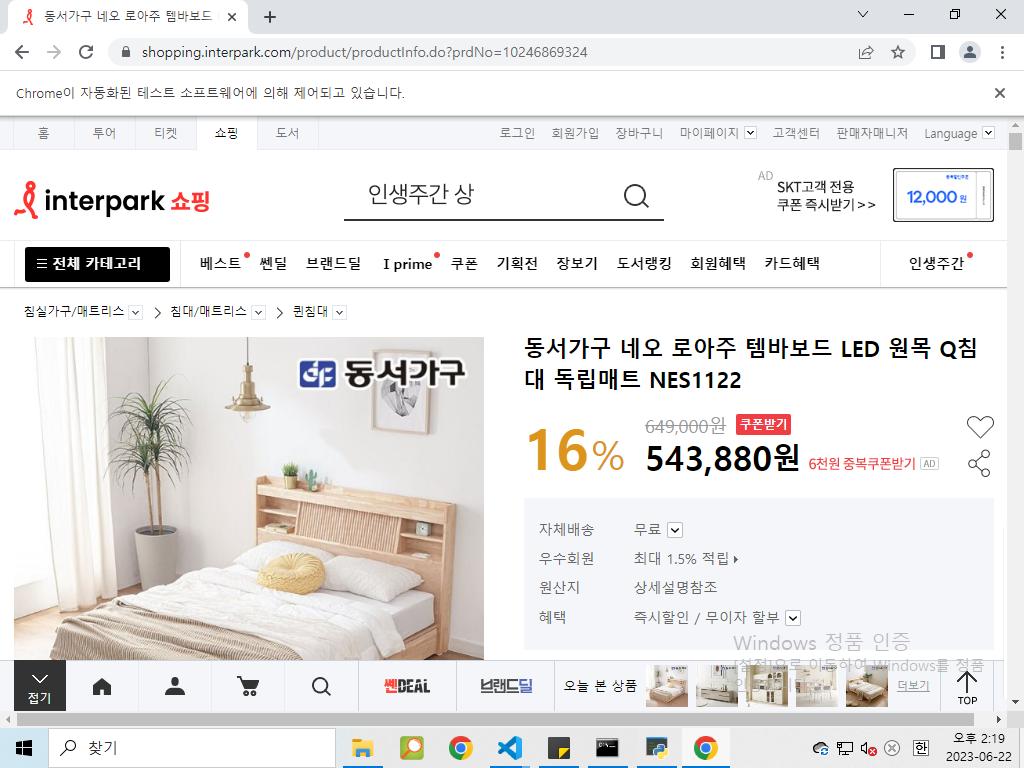 동서가구 네오 로아주 템바보드
shopping.interpark.com/product/productInfo.do?prdNo=10246869324
Chrome이 자동화된 테스트 소프트웨어에 의해 제어되고 있습니다.
홈 투어 티켓 쇼핑 도서 로그인 회원가입 장바구니 마이페이지 고객센터 판매자매니저 Language
interpark 쇼핑 인생주간 상
AD SKT고객 전용
쿠폰 즉시받기>>
12,000 원
전체 카테고리 베스트 쎈딜 브랜드딜 I prime 쿠폰 기획전 장보기 도서랭킹 회원혜택 카드혜택 인생주간
침실가구/매트리스 침대/매트리스 퀸침대
동서가구
동서가구 네오 로아주 템바보드 LED 원목 Q침
대 독립매트 NES1122
16%
649,000원 쿠폰받기
543,880원 6천원 중복쿠폰받기 AD
자체배송 무료
우수회원 최대 1.5% 적립
원산지 상세설명참조
혜택 즉시할인 / 무이자 할부
Windows 정품 인증
[설정]으로 이동하여 Windows를 정품
접기 쎈DEAL 브랜드딜 오늘 본 상품 더보기 TOP
찾기
한
오후 2:19
2023-06-22